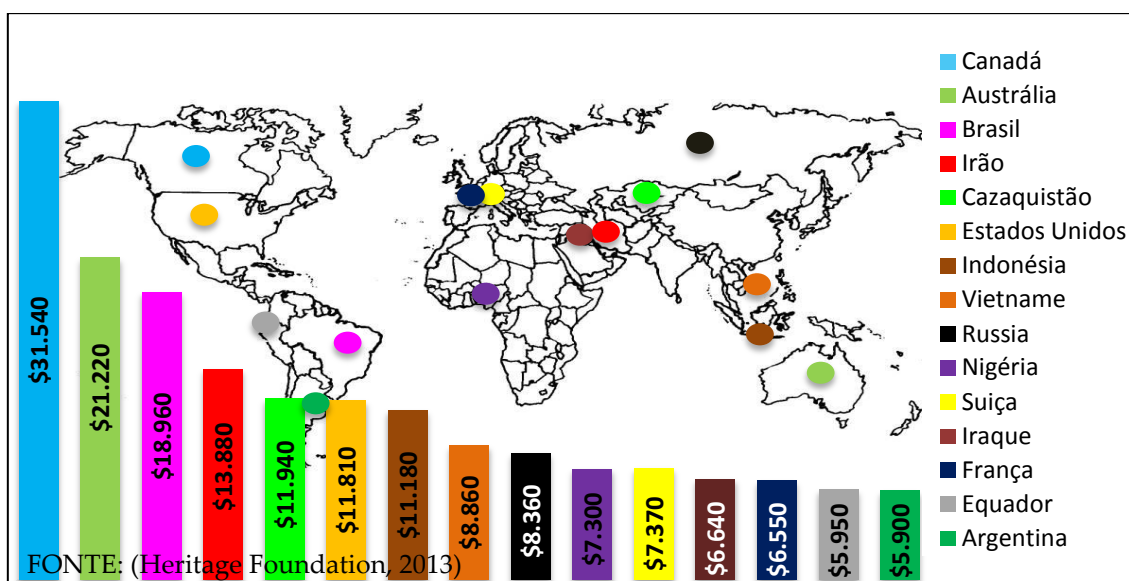 Canadá
Austrália
Brasil
Irão
Cazaquistão
Estados Unidos
Indonésia
Vietname
Russia
Nigéria
Suiça
Iraque
França
Equador
Argentina
$31.540
$21.220
$18.960
$13.880
$11.940
$11.810
$11.180
$8.860
$8.360
$7.300
$7.370
$6.640
$6.550
$5.950
$5.900
FONTE: (Heritage Foundation, 2013)